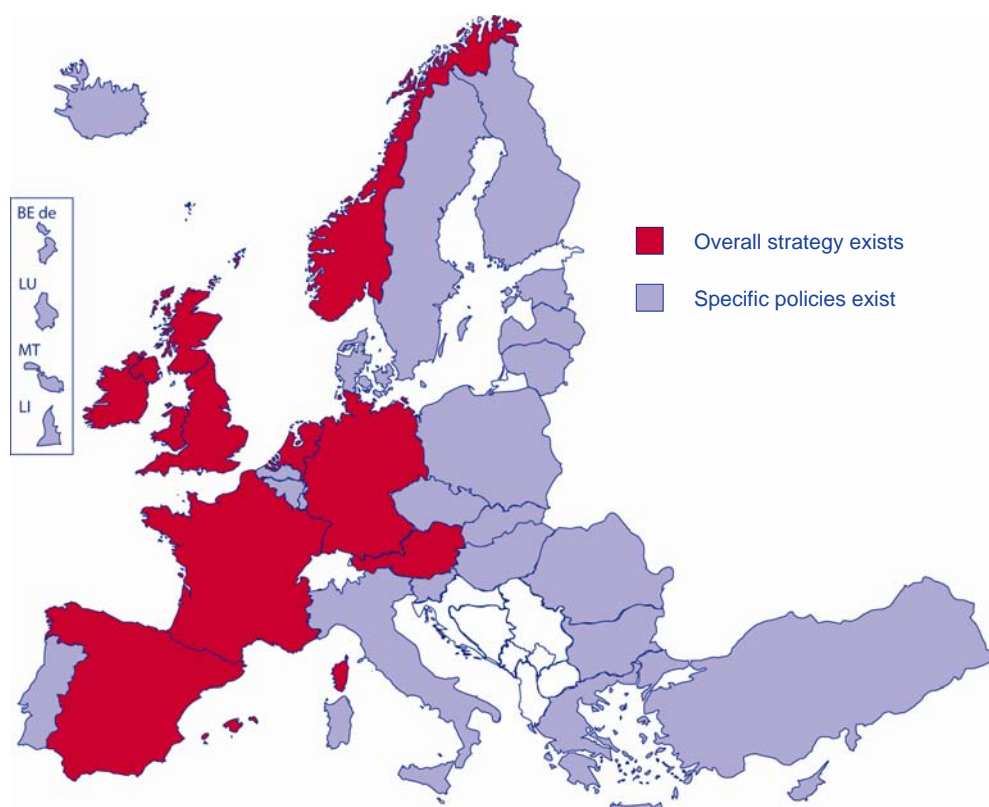 BE de
LU
MT
LI
Overall strategy exists
Specific policies exist